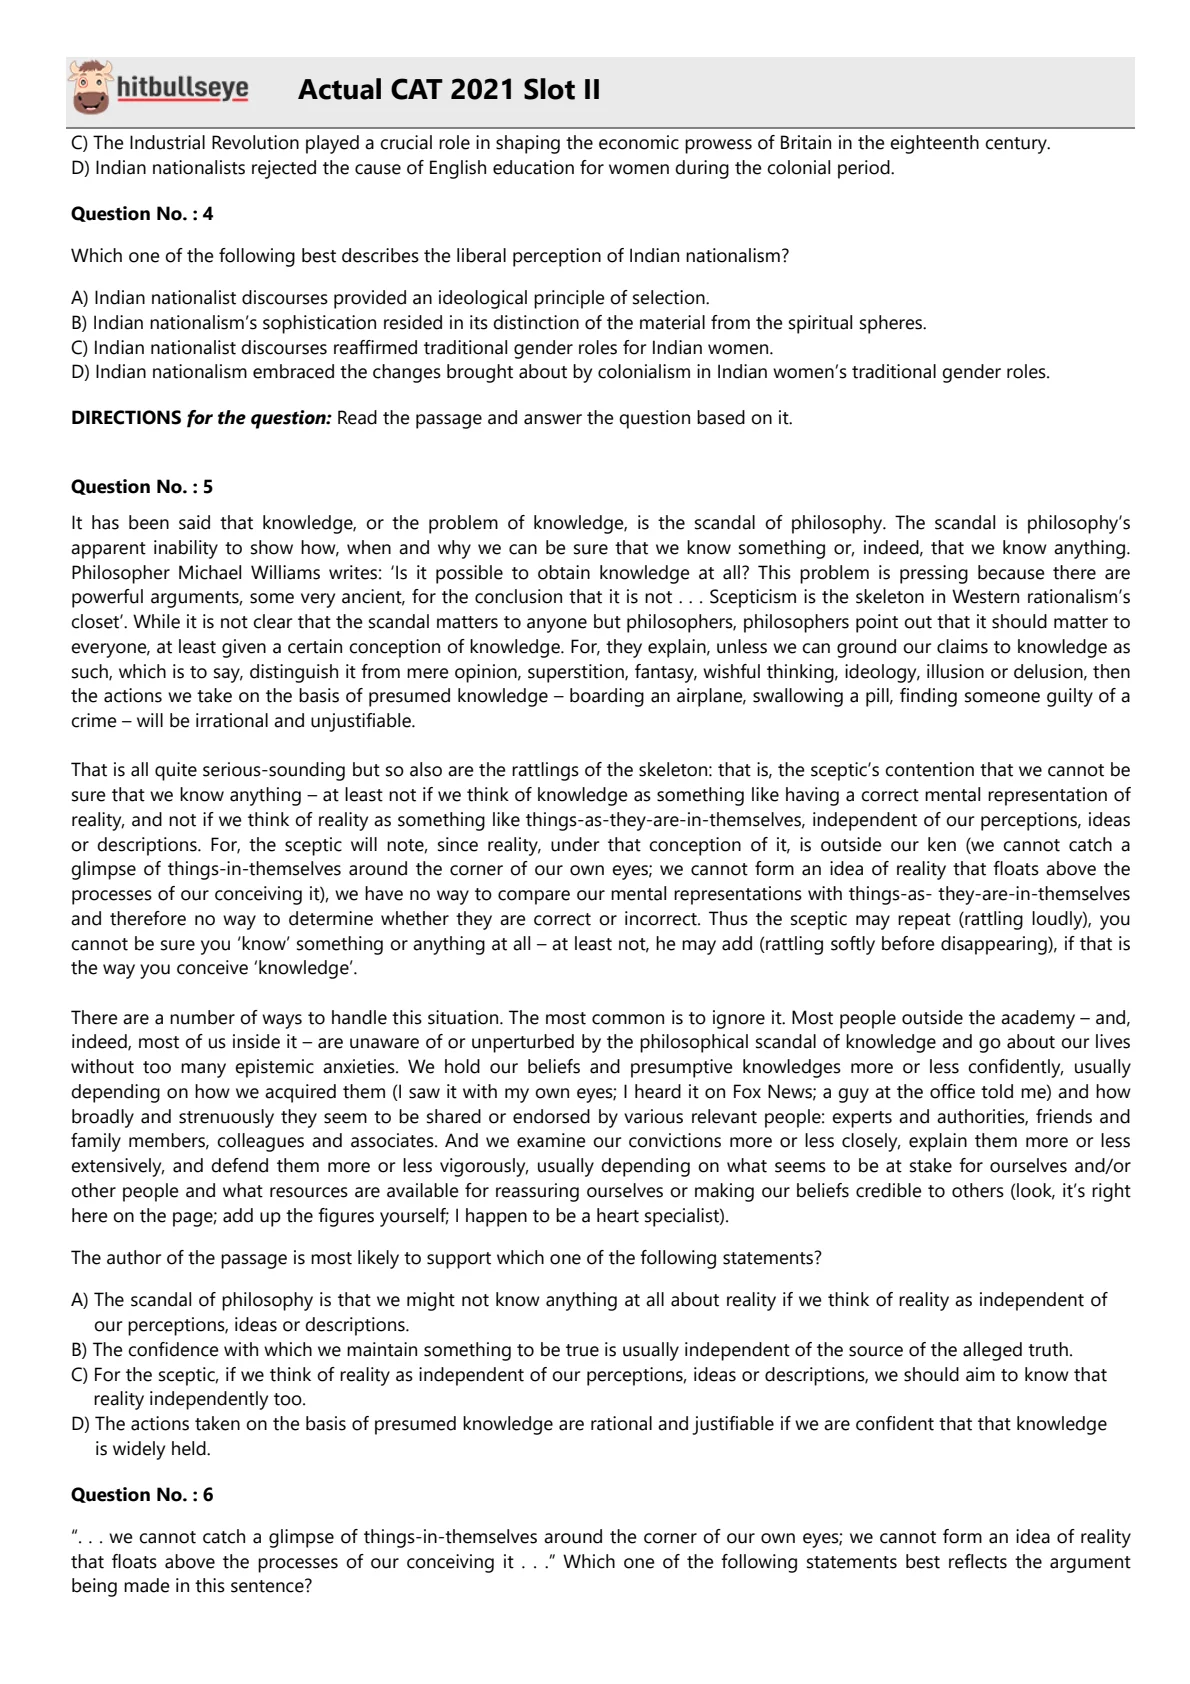 hitbullseye Actual CAT 2021 Slot II
C) The Industrial Revolution played a crucial role in shaping the economic prowess of Britain in the eighteenth century.
D) Indian nationalists rejected the cause of English education for women during the colonial period.
Question No. : 4
Which one of the following best describes the liberal perception of Indian nationalism?
A) Indian nationalist discourses provided an ideological principle of selection.
B) Indian nationalism’s sophistication resided in its distinction of the material from the spiritual spheres.
C) Indian nationalist discourses reaffirmed traditional gender roles for Indian women.
D) Indian nationalism embraced the changes brought about by colonialism in Indian women’s traditional gender roles.
DIRECTIONS for the question: Read the passage and answer the question based on it.
Question No. : 5
It has been said that knowledge, or the problem of knowledge, is the scandal of philosophy. The scandal is philosophy’s
apparent inability to show how, when and why we can be sure that we know something or, indeed, that we know anything.
Philosopher Michael Williams writes: ‘Is it possible to obtain knowledge at all? This problem is pressing because there are
powerful arguments, some very ancient, for the conclusion that it is not . . . Scepticism is the skeleton in Western rationalism’s
closet’. While it is not clear that the scandal matters to anyone but philosophers, philosophers point out that it should matter to
everyone, at least given a certain conception of knowledge. For, they explain, unless we can ground our claims to knowledge as
such, which is to say, distinguish it from mere opinion, superstition, fantasy, wishful thinking, ideology, illusion or delusion, then
the actions we take on the basis of presumed knowledge – boarding an airplane, swallowing a pill, finding someone guilty of a
crime – will be irrational and unjustifiable.
That is all quite serious-sounding but so also are the rattlings of the skeleton: that is, the sceptic’s contention that we cannot be
sure that we know anything – at least not if we think of knowledge as something like having a correct mental representation of
reality, and not if we think of reality as something like things-as-they-are-in-themselves, independent of our perceptions, ideas
or descriptions. For, the sceptic will note, since reality, under that conception of it, is outside our ken (we cannot catch a
glimpse of things-in-themselves around the corner of our own eyes; we cannot form an idea of reality that floats above the
processes of our conceiving it), we have no way to compare our mental representations with things-as- they-are-in-themselves
and therefore no way to determine whether they are correct or incorrect. Thus the sceptic may repeat (rattling loudly), you
cannot be sure you ‘know’ something or anything at all – at least not, he may add (rattling softly before disappearing), if that is
the way you conceive ‘knowledge’.
There are a number of ways to handle this situation. The most common is to ignore it. Most people outside the academy – and,
indeed, most of us inside it – are unaware of or unperturbed by the philosophical scandal of knowledge and go about our lives
without too many epistemic anxieties. We hold our beliefs and presumptive knowledges more or less confidently, usually
depending on how we acquired them (I saw it with my own eyes; I heard it on Fox News; a guy at the office told me) and how
broadly and strenuously they seem to be shared or endorsed by various relevant people: experts and authorities, friends and
family members, colleagues and associates. And we examine our convictions more or less closely, explain them more or less
extensively, and defend them more or less vigorously, usually depending on what seems to be at stake for ourselves and/or
other people and what resources are available for reassuring ourselves or making our beliefs credible to others (look, it’s right
here on the page; add up the figures yourself; I happen to be a heart specialist).
The author of the passage is most likely to support which one of the following statements?
A) The scandal of philosophy is that we might not know anything at all about reality if we think of reality as independent of
our perceptions, ideas or descriptions.
B) The confidence with which we maintain something to be true is usually independent of the source of the alleged truth.
C) For the sceptic, if we think of reality as independent of our perceptions, ideas or descriptions, we should aim to know that
reality independently too.
D) The actions taken on the basis of presumed knowledge are rational and justifiable if we are confident that that knowledge
is widely held.
Question No. : 6
“. . . we cannot catch a glimpse of things-in-themselves around the corner of our own eyes; we cannot form an idea of reality
that floats above the processes of our conceiving it . . .” Which one of the following statements best reflects the argument
being made in this sentence?